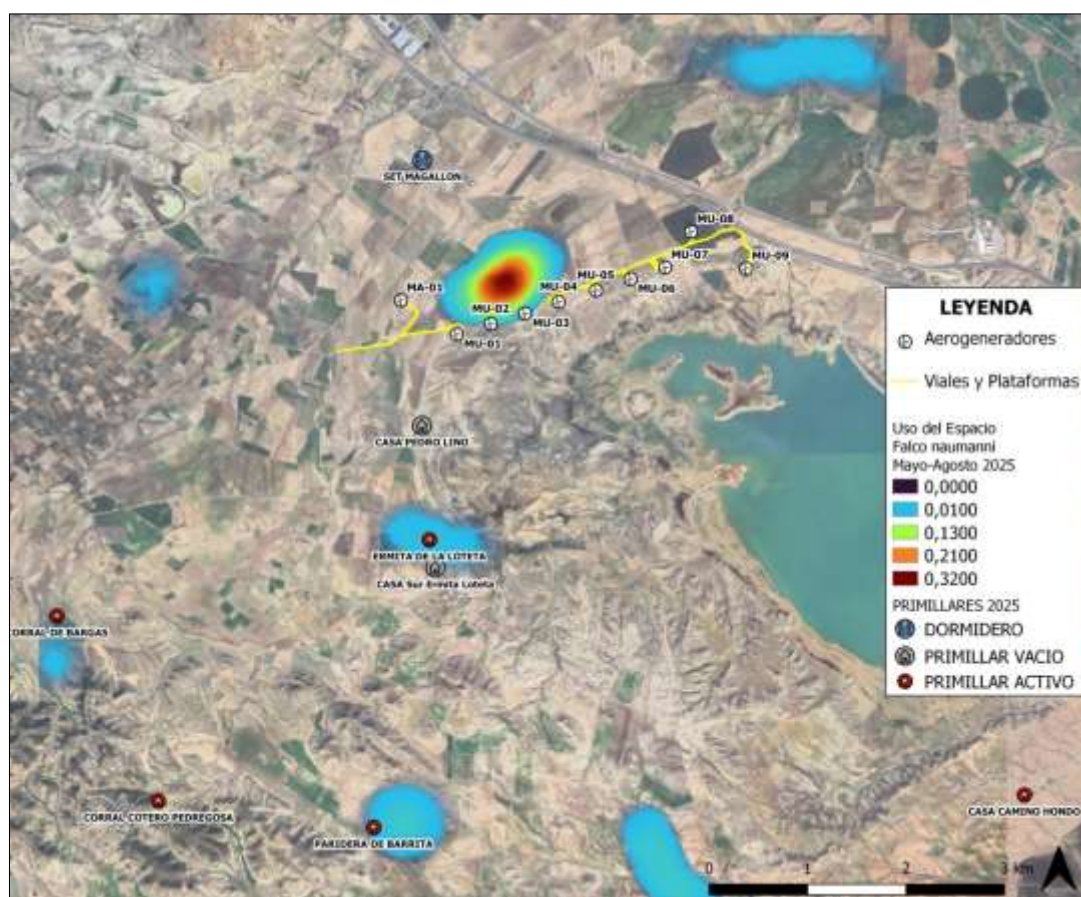 SET MAGALLON
MU-08
MU-09
MU-07
MA-01
MU-05
MU-06
MU-04
MU-02
MU-03
MU-01
CASA PEDRO LINO
ERMITA DE LA LOTETA
CASA Sur Ermita Loteta
CORRAL DE BARGAS
CORRAL COTERO PEDREGOSA
PARIDERA DE BARRITA
CASA CAMINO HONDO
LEYENDA
Aerogeneradores
Viales y Plataformas
Uso del Espacio
Falco naumanni
Mayo-Agosto 2025
0,0000
0,0100
0,1300
0,2100
0,3200
PRIMILLARES 2025
DORMIDERO
PRIMILLAR VACIO
PRIMILLAR ACTIVO
0 1 2 3 km